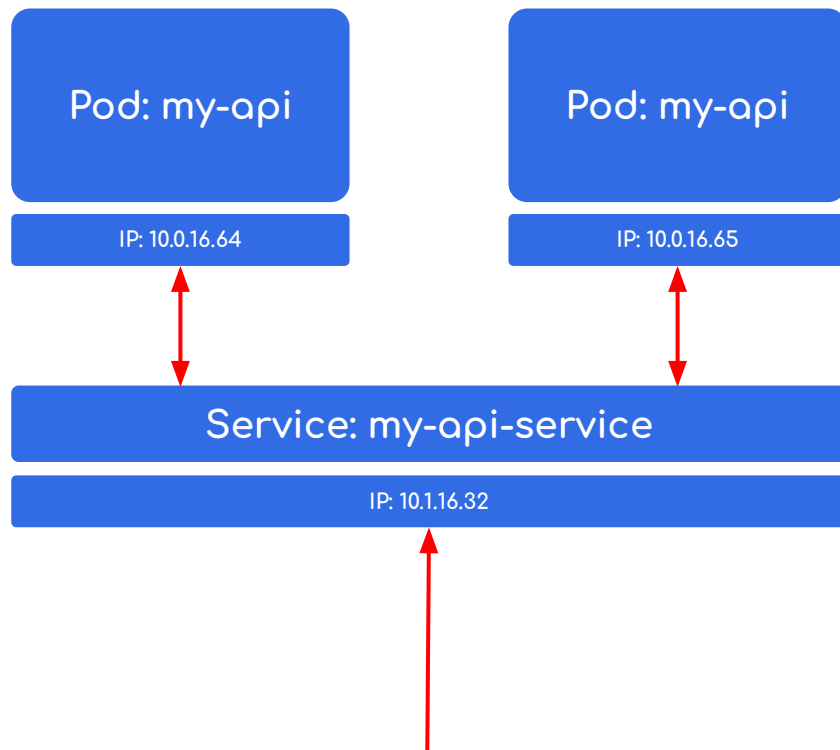 Pod: my-api
Pod: my-api
IP: 10.0.16.64
IP: 10.0.16.65
Service: my-api-service
IP: 10.1.16.32